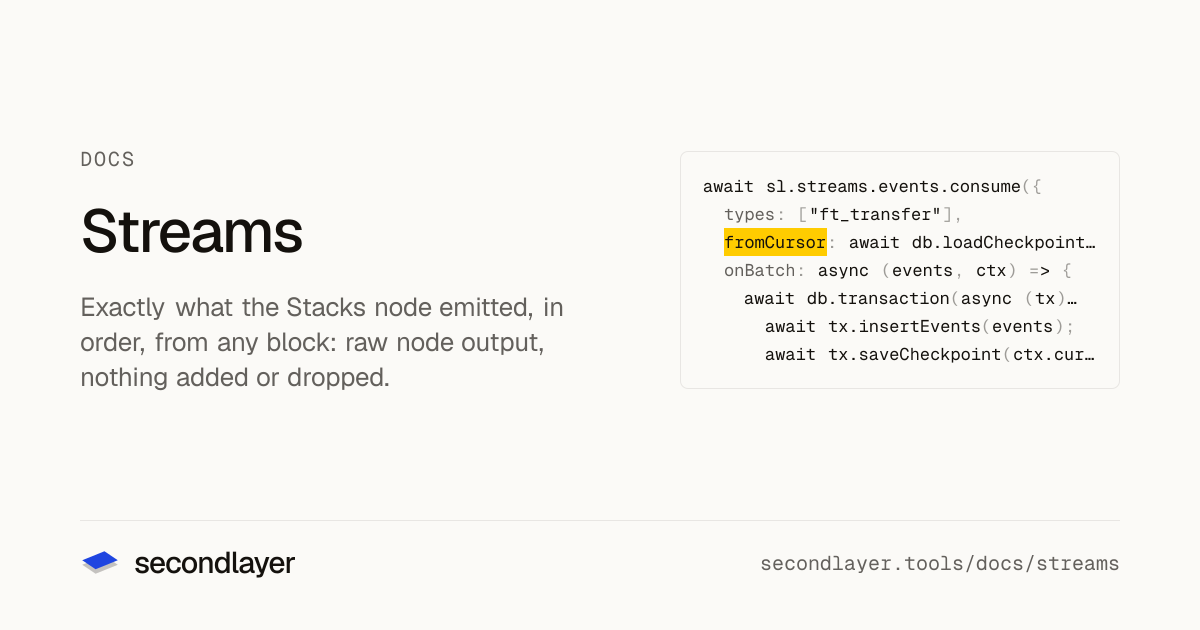 DOCS
Streams
Exactly what the Stacks node emitted, in
order, from any block: raw node output,
nothing added or dropped.
await sl.streams.events.consume({
  types: ["ft_transfer"],
  fromCursor: await db.loadCheckpoint…
  onBatch: async (events, ctx) => {
    await db.transaction(async (tx)…
      await tx.insertEvents(events);
      await tx.saveCheckpoint(ctx.cur…
secondlayer
secondlayer.tools/docs/streams